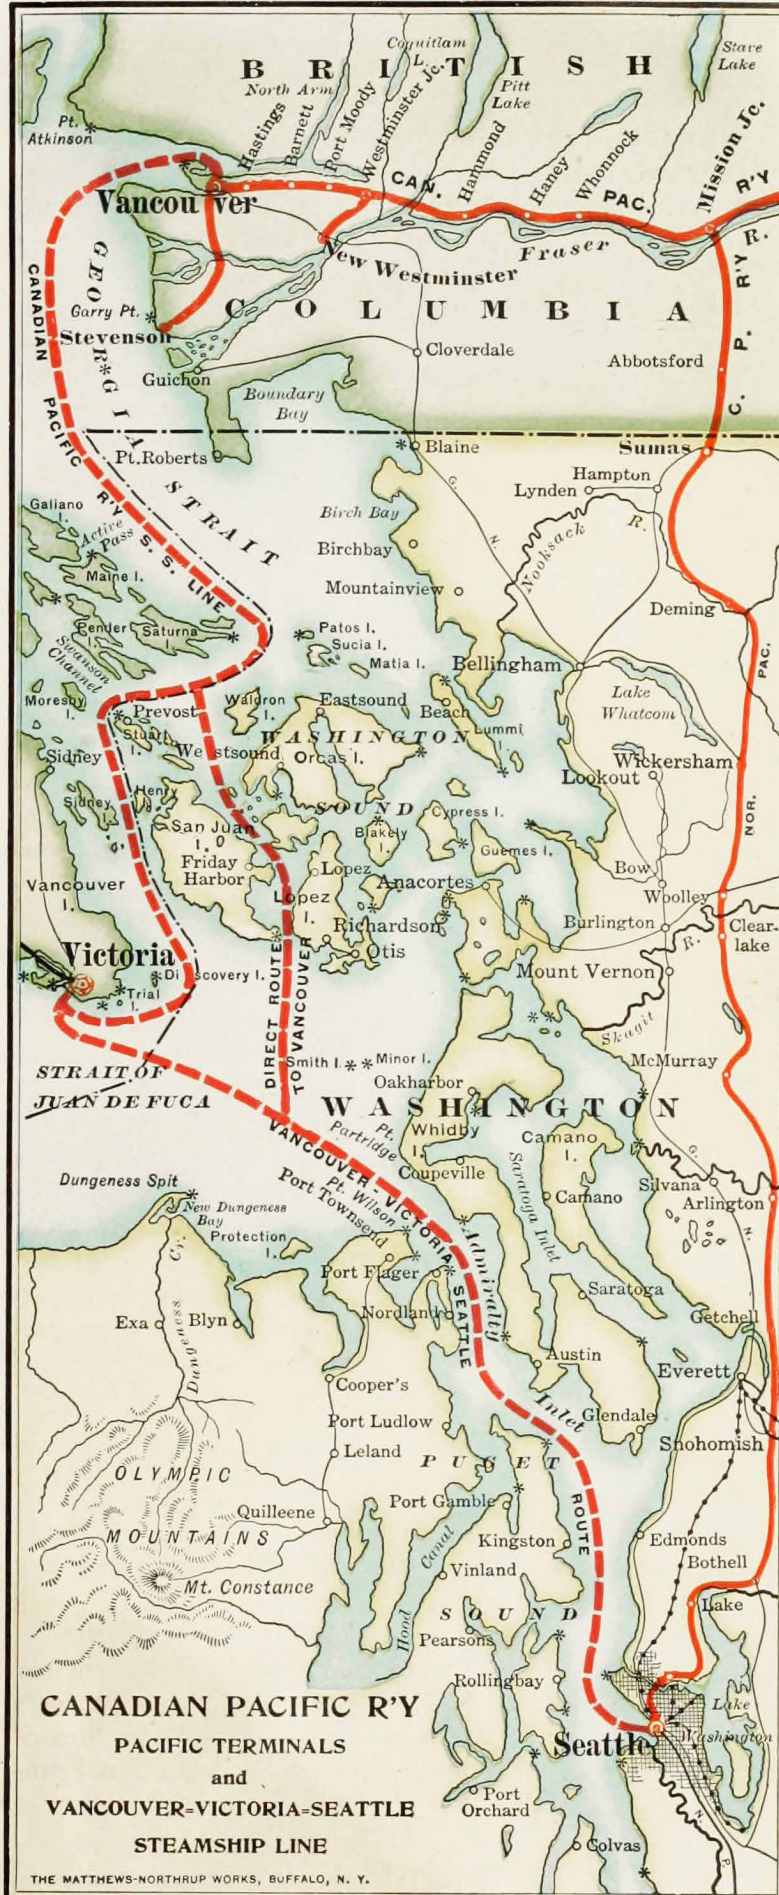 BRITISH
Coquitlam
L.
Stave
Lake
North Arm
Pitt
Lake
Pt.
Atkinson
Hastings
Barnett
Port Moody
Westminster Jc.
Hammond
Haney
Whonnock
Mission Jc.
CAN. PAC. R'Y
Vancouver
New Westminster
Fraser R.
GEORGIA STRAIT
CANADIAN PACIFIC R'Y S. S. LINE
Garry Pt.
Stevenson
COLUMBIA
C. P. R'Y
Guichon
Cloverdale
Abbotsford
Boundary
Bay
Pt. Roberts
Blaine
Sumas
Hampton
Lynden
G. N.
Nooksack R.
Galiano
I.
Active
Pass
Birch Bay
Birchbay
Maine I.
Mountainview
Deming
Pender
I.
Saturna
I.
Swanson
Channel
Patos I.
Sucia I.
Matia I.
Bellingham
PAC.
Moresby
I.
Prevost
Waldron
I.
Eastsound
Beach
Lake
Whatcom
Stuart
I.
WASHINGTON
Lummi
I.
Westsound
Orcas I.
Wickersham
Sidney
Lookout
Henry
I.
Sidney
I.
SOUND
Cypress I.
NOR.
San Juan
I.
Blakely
I.
Guemes I.
Friday
Harbor
Lopez
Bow
Vancouver
I.
Anacortes
Woolley
Lopez
I.
Richardson
Burlington
Clear-
lake
Victoria
Otis
R.
Discovery I.
Mount Vernon
Trial
I.
Skagit
DIRECT ROUTE
TO VANCOUVER
Smith I.
Minor I.
McMurray
STRAIT OF
JUAN DE FUCA
Oakharbor
WASHINGTON
Pt.
Partridge
Whidby
I.
Camano
I.
VANCOUVER-VICTORIA SEATTLE ROUTE
Coupeville
G.
Dungeness Spit
Pt. Wilson
Saratoga Inlet
Silvana
Arlington
New Dungeness
Bay
Port Townsend
Camano
Protection
I.
Admiralty Inlet
N.
Cr.
Port Flager
Saratoga
Nordland
Getchell
Exa
Blyn
Dungeness
Austin
Everett
Cooper's
Glendale
Port Ludlow
Snohomish
Leland
PUGET
OLYMPIC
Port Gamble
Quilleene
MOUNTAINS
Canal
Kingston
Edmonds
Bothell
Mt. Constance
Vinland
Hood
SOUND
Lake
Pearsons
Rollingbay
CANADIAN PACIFIC R'Y
PACIFIC TERMINALS
and
VANCOUVER=VICTORIA=SEATTLE
STEAMSHIP LINE
Seattle
Lake
Washington
Port
Orchard
N. P.
Colvas
THE MATTHEWS-NORTHRUP WORKS, BUFFALO, N. Y.